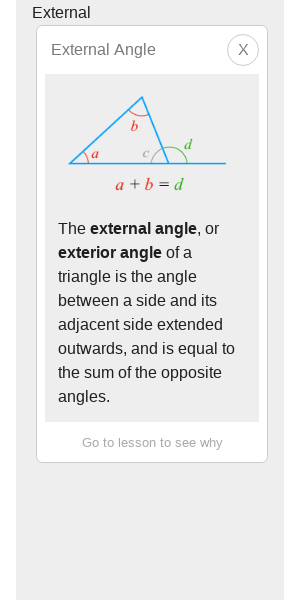 External
External Angle
X
b
a
c
d
a + b = d
The external angle, or
exterior angle of a
triangle is the angle
between a side and its
adjacent side extended
outwards, and is equal to
the sum of the opposite
angles.
Go to lesson to see why